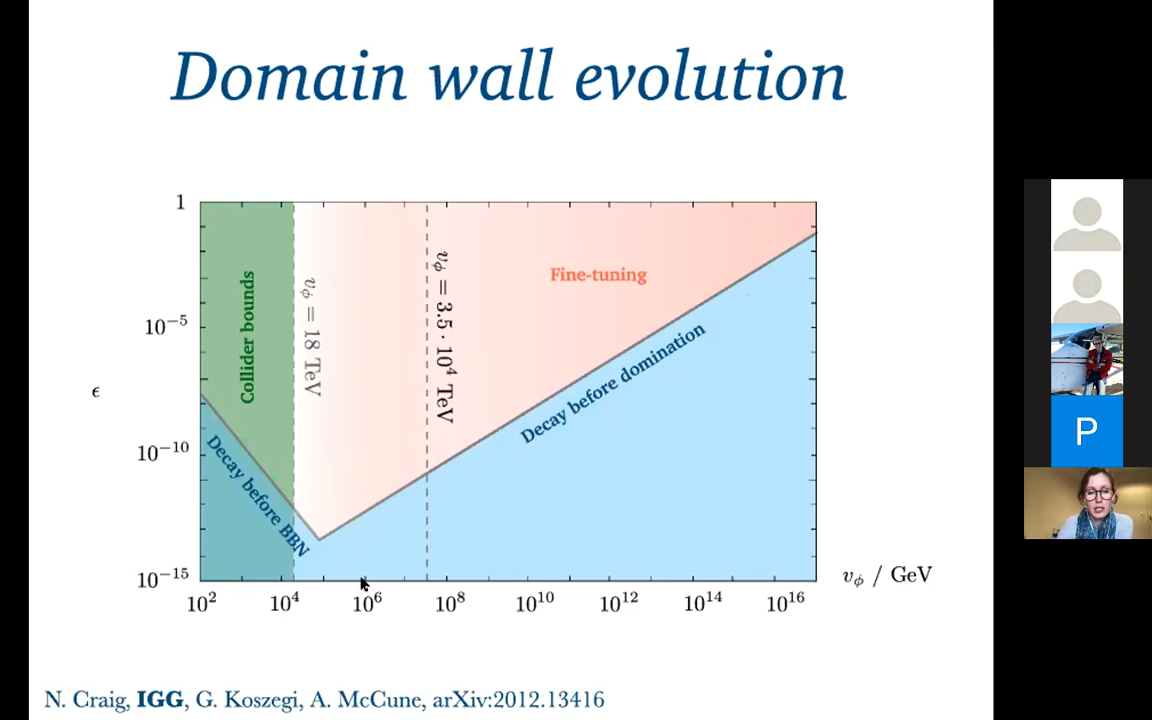 Domain wall evolution
1
10⁻⁵
10⁻¹⁰
10⁻¹⁵
ϵ
Collider bounds
Decay before BBN
v_ϕ = 18 TeV
v_ϕ = 3.5 · 10⁴ TeV
Fine-tuning
Decay before domination
10² 10⁴ 10⁶ 10⁸ 10¹⁰ 10¹² 10¹⁴ 10¹⁶
v_ϕ / GeV
N. Craig, IGG, G. Koszegi, A. McCune, arXiv:2012.13416
P